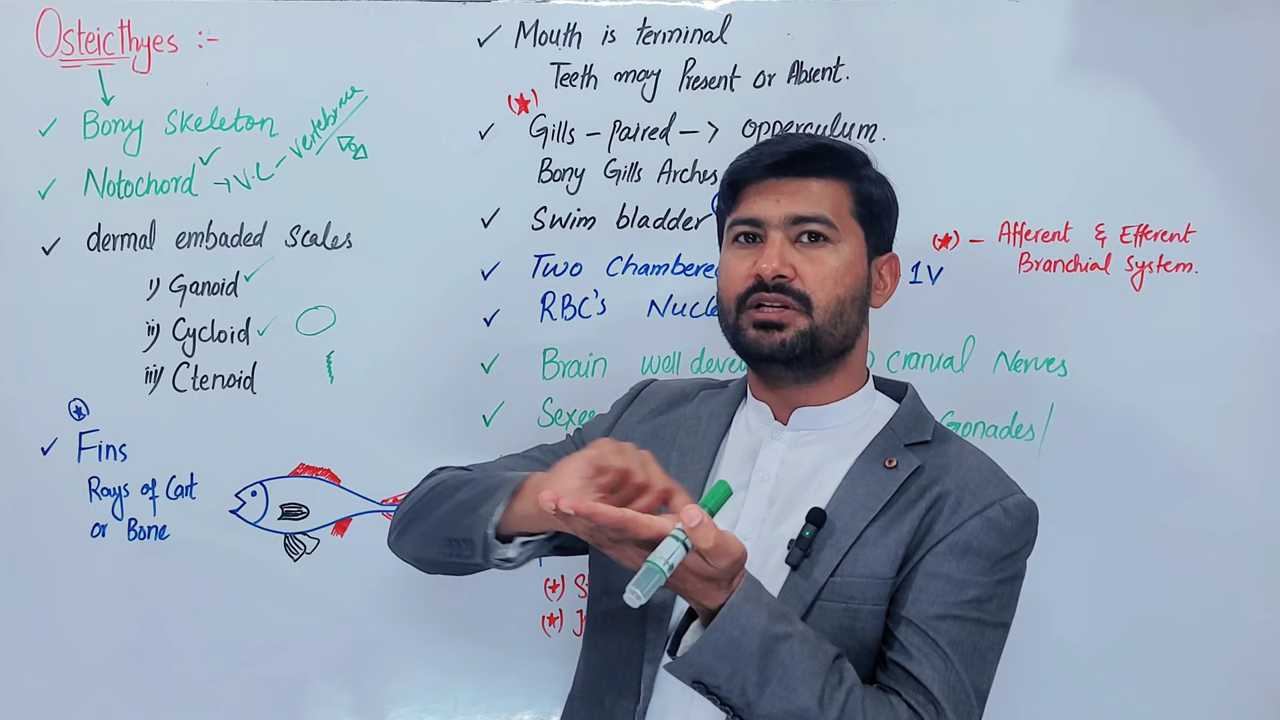 Osteicthyes :-
✓ Bony Skeleton
✓ Notochord ✓ → V.C - Vertebrae
✓ dermal embaded Scales
i) Ganoid ✓
ii) Cycloid ✓
iii) Ctenoid
✓ Fins
Rays of Cart
or Bone
✓ Mouth is terminal
Teeth may Present or Absent.
(★)
✓ Gills - paired -> opperculum.
Bony Gills Arches
✓ Swim bladder
✓ Two Chambere 1V
✓ RBC's Nucle
✓ Brain well deve cranial Nerves
✓ Sexe Gonades/
(★) - Afferent & Efferent
Branchial System.
(*) S
(*) J